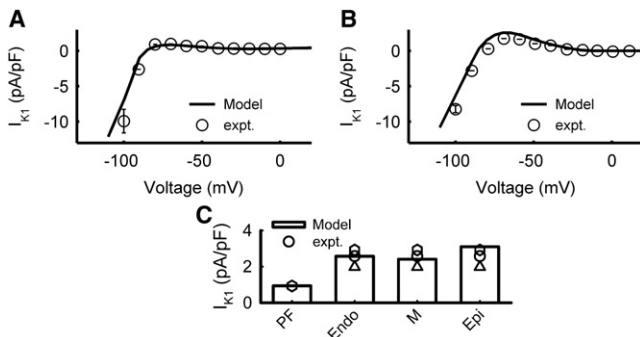 A
I_K1 (pA/pF)
0
-5
-10
Model
expt.
-100
-50
0
Voltage (mV)
B
I_K1 (pA/pF)
0
-5
-10
Model
expt.
-100
-50
0
Voltage (mV)
C
I_K1 (pA/pF)
4
2
0
Model
expt.
PF
Endo
M
Epi